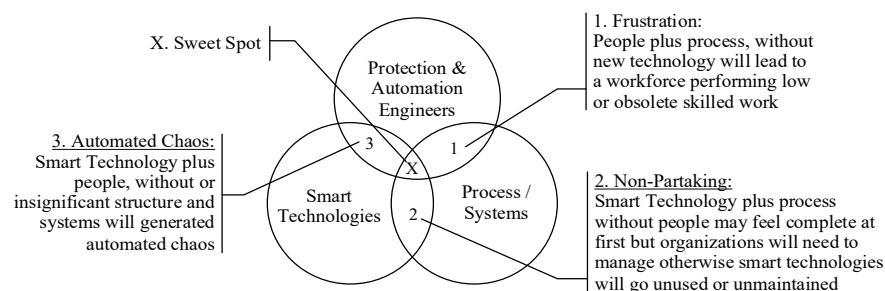 X. Sweet Spot
1. Frustration:
People plus process, without
new technology will lead to
a workforce performing low
or obsolete skilled work
Protection &
Automation
Engineers
3
1
X
3. Automated Chaos:
Smart Technology plus
people, without or
insignificant structure and
systems will generated
automated chaos
Smart
Technologies
2
Process /
Systems
2. Non-Partaking:
Smart Technology plus process
without people may feel complete at
first but organizations will need to
manage otherwise smart technologies
will go unused or unmaintained